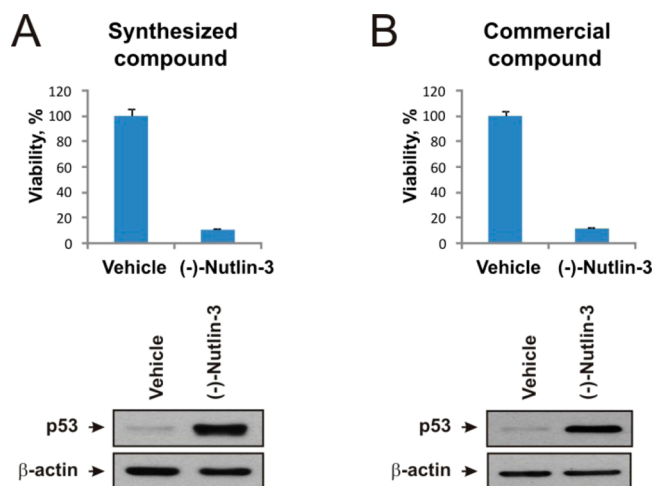 A
Synthesized
compound
Viability, %
120
100
80
60
40
20
0
Vehicle (-)-Nutlin-3
Vehicle
(-)-Nutlin-3
p53
β-actin
B
Commercial
compound
Viability, %
120
100
80
60
40
20
0
Vehicle (-)-Nutlin-3
Vehicle
(-)-Nutlin-3
p53
β-actin